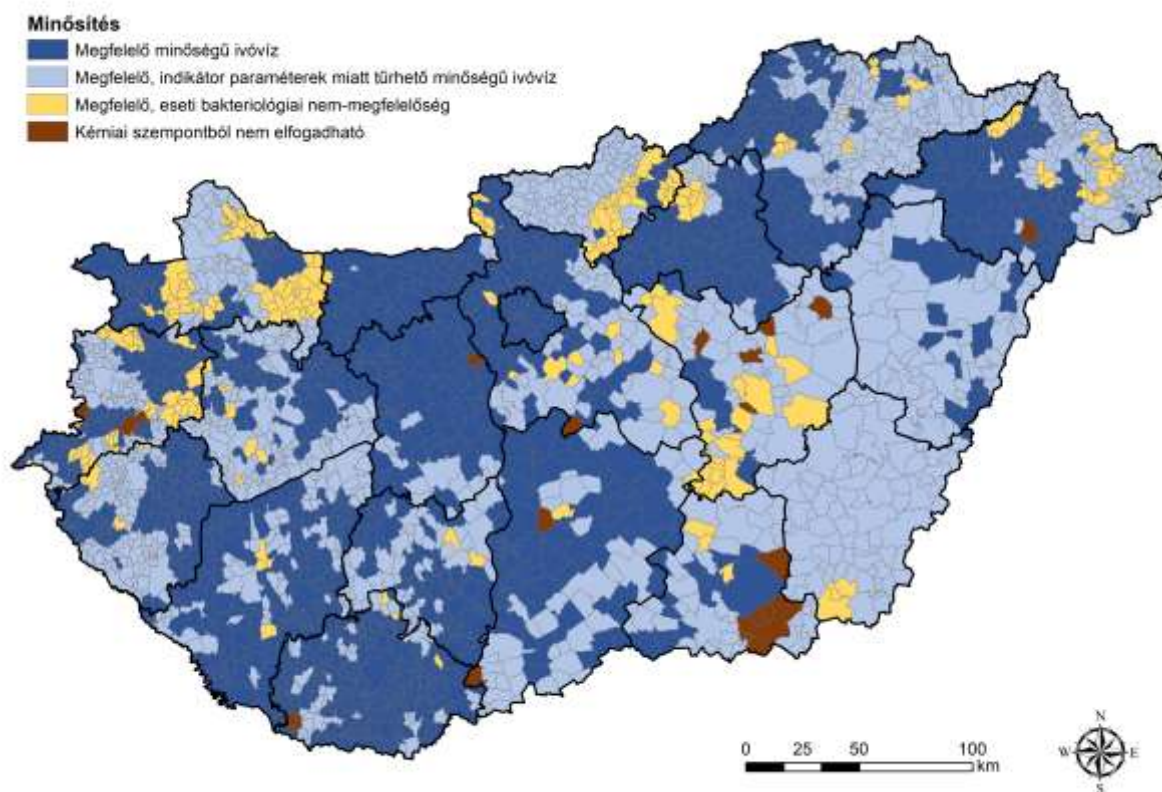 Minősítés
Megfelelő minőségű ivóvíz
Megfelelő, indikátor paraméterek miatt tűrhető minőségű ivóvíz
Megfelelő, eseti bakteriológiai nem-megfelelőség
Kémiai szempontból nem elfogadható
0 25 50 100
km
N
W E
S